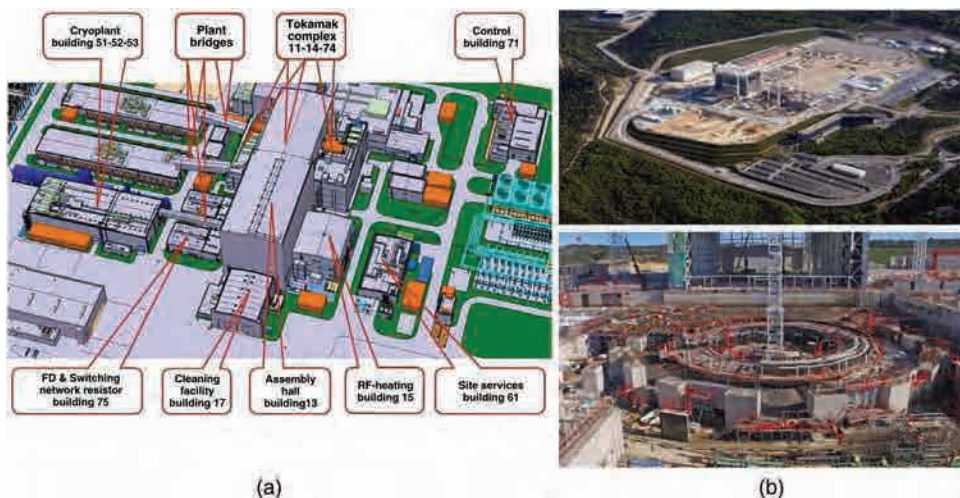 Cryoplant
building 51-52-53
Plant
bridges
Tokamak
complex
11-14-74
Control
building 71
FD & Switching
network resistor
building 75
Cleaning
facility
building 17
Assembly
hall
building13
RF-heating
building 15
Site services
building 61
(a)
(b)